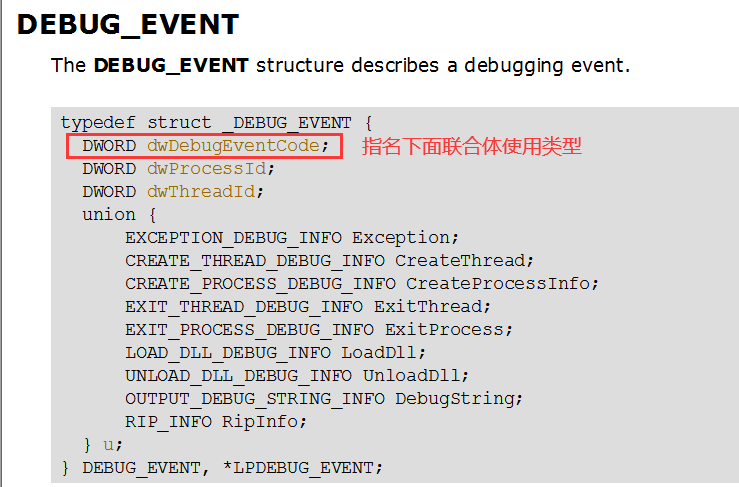 DEBUG_EVENT
The DEBUG_EVENT structure describes a debugging event.
typedef struct _DEBUG_EVENT {
DWORD dwDebugEventCode; 指名下面联合体使用类型
DWORD dwProcessId;
DWORD dwThreadId;
union {
EXCEPTION_DEBUG_INFO Exception;
CREATE_THREAD_DEBUG_INFO CreateThread;
CREATE_PROCESS_DEBUG_INFO CreateProcessInfo;
EXIT_THREAD_DEBUG_INFO ExitThread;
EXIT_PROCESS_DEBUG_INFO ExitProcess;
LOAD_DLL_DEBUG_INFO LoadDll;
UNLOAD_DLL_DEBUG_INFO UnloadDll;
OUTPUT_DEBUG_STRING_INFO DebugString;
RIP_INFO RipInfo;
} u;
} DEBUG_EVENT, *LPDEBUG_EVENT;